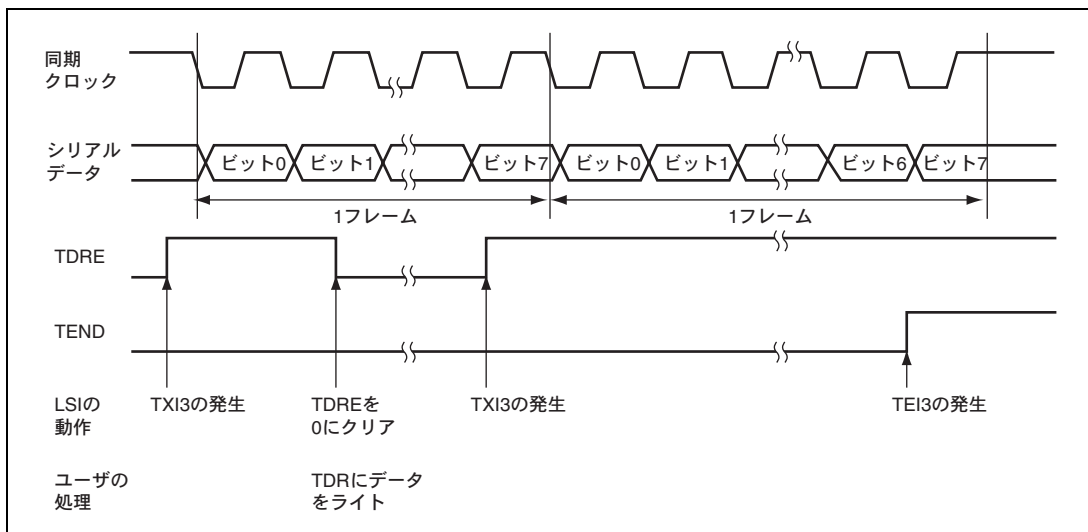 同期
クロック
シリアル
データ
ビット0 ビット1 ビット7 ビット0 ビット1 ビット6 ビット7
1フレーム 1フレーム
TDRE
TEND
LSIの
動作
TXI3の発生
TDREを
0にクリア
TXI3の発生
TEI3の発生
ユーザの
処理
TDRにデータ
をライト